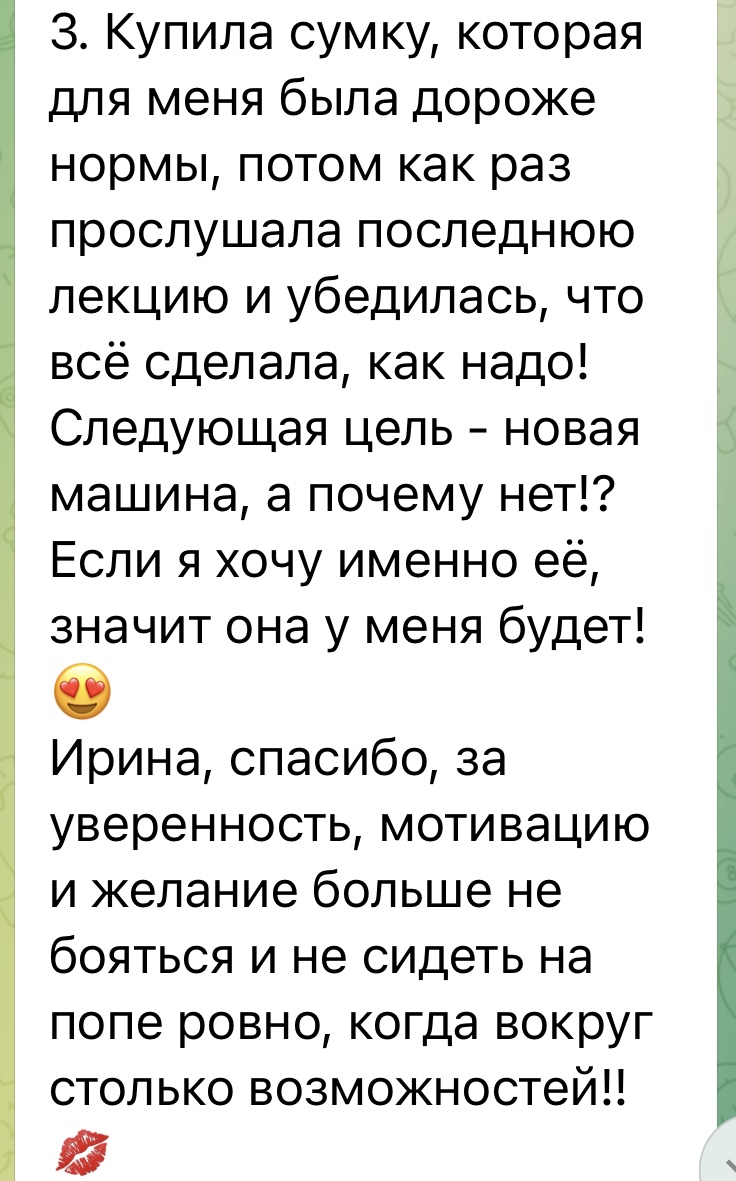 3. Купила сумку, которая
для меня была дороже
нормы, потом как раз
прослушала последнюю
лекцию и убедилась, что
всё сделала, как надо!
Следующая цель - новая
машина, а почему нет!?
Если я хочу именно её,
значит она у меня будет!
😍
Ирина, спасибо, за
уверенность, мотивацию
и желание больше не
бояться и не сидеть на
попе ровно, когда вокруг
столько возможностей!!
💋